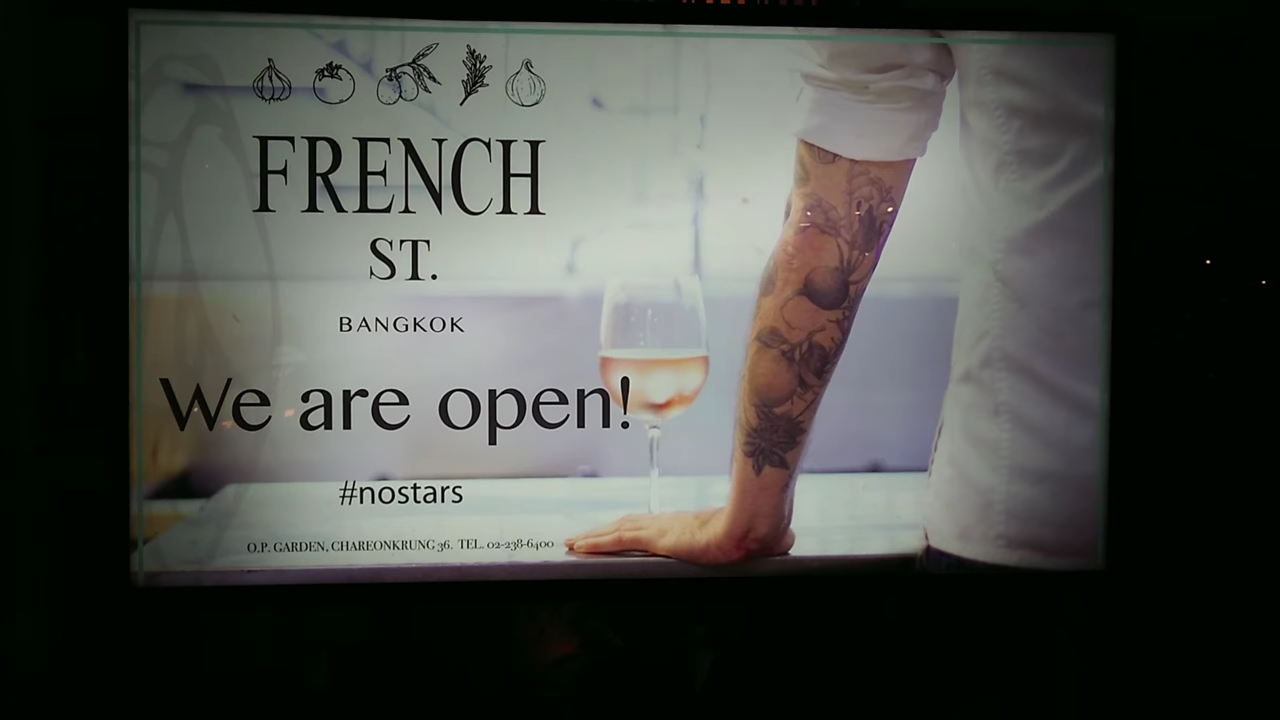 FRENCH
ST.
BANGKOK
We are open!
#nostars
O.P. GARDEN, CHAREONKRUNG 36. TEL. 02-238-6400